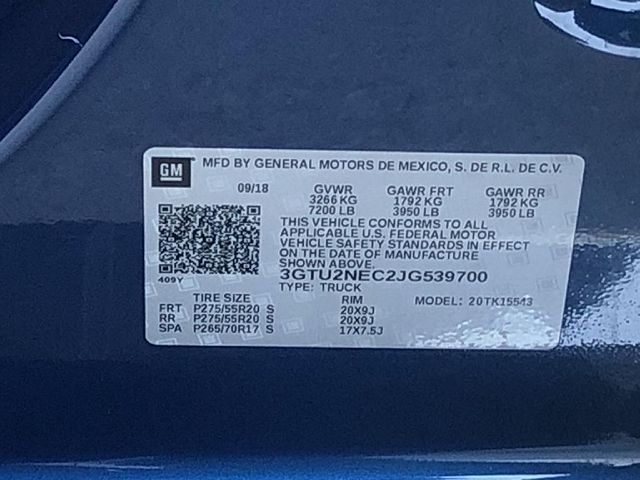 GM MFD BY GENERAL MOTORS DE MEXICO, S. DE R.L. DE C.V.
09/18 GVWR GAWR FRT GAWR RR
3266 KG 1792 KG 1792 KG
7200 LB 3950 LB 3950 LB
THIS VEHICLE CONFORMS TO ALL
APPLICABLE U.S. FEDERAL MOTOR
VEHICLE SAFETY STANDARDS IN EFFECT
ON THE DATE OF MANUFACTURE
SHOWN ABOVE.
409Y 3GTU2NEC2JG539700
TYPE: TRUCK MODEL: 20TK15543
TIRE SIZE RIM
FRT P275/55R20 S 20X9J
RR P275/55R20 S 20X9J
SPA P265/70R17 S 17X7.5J